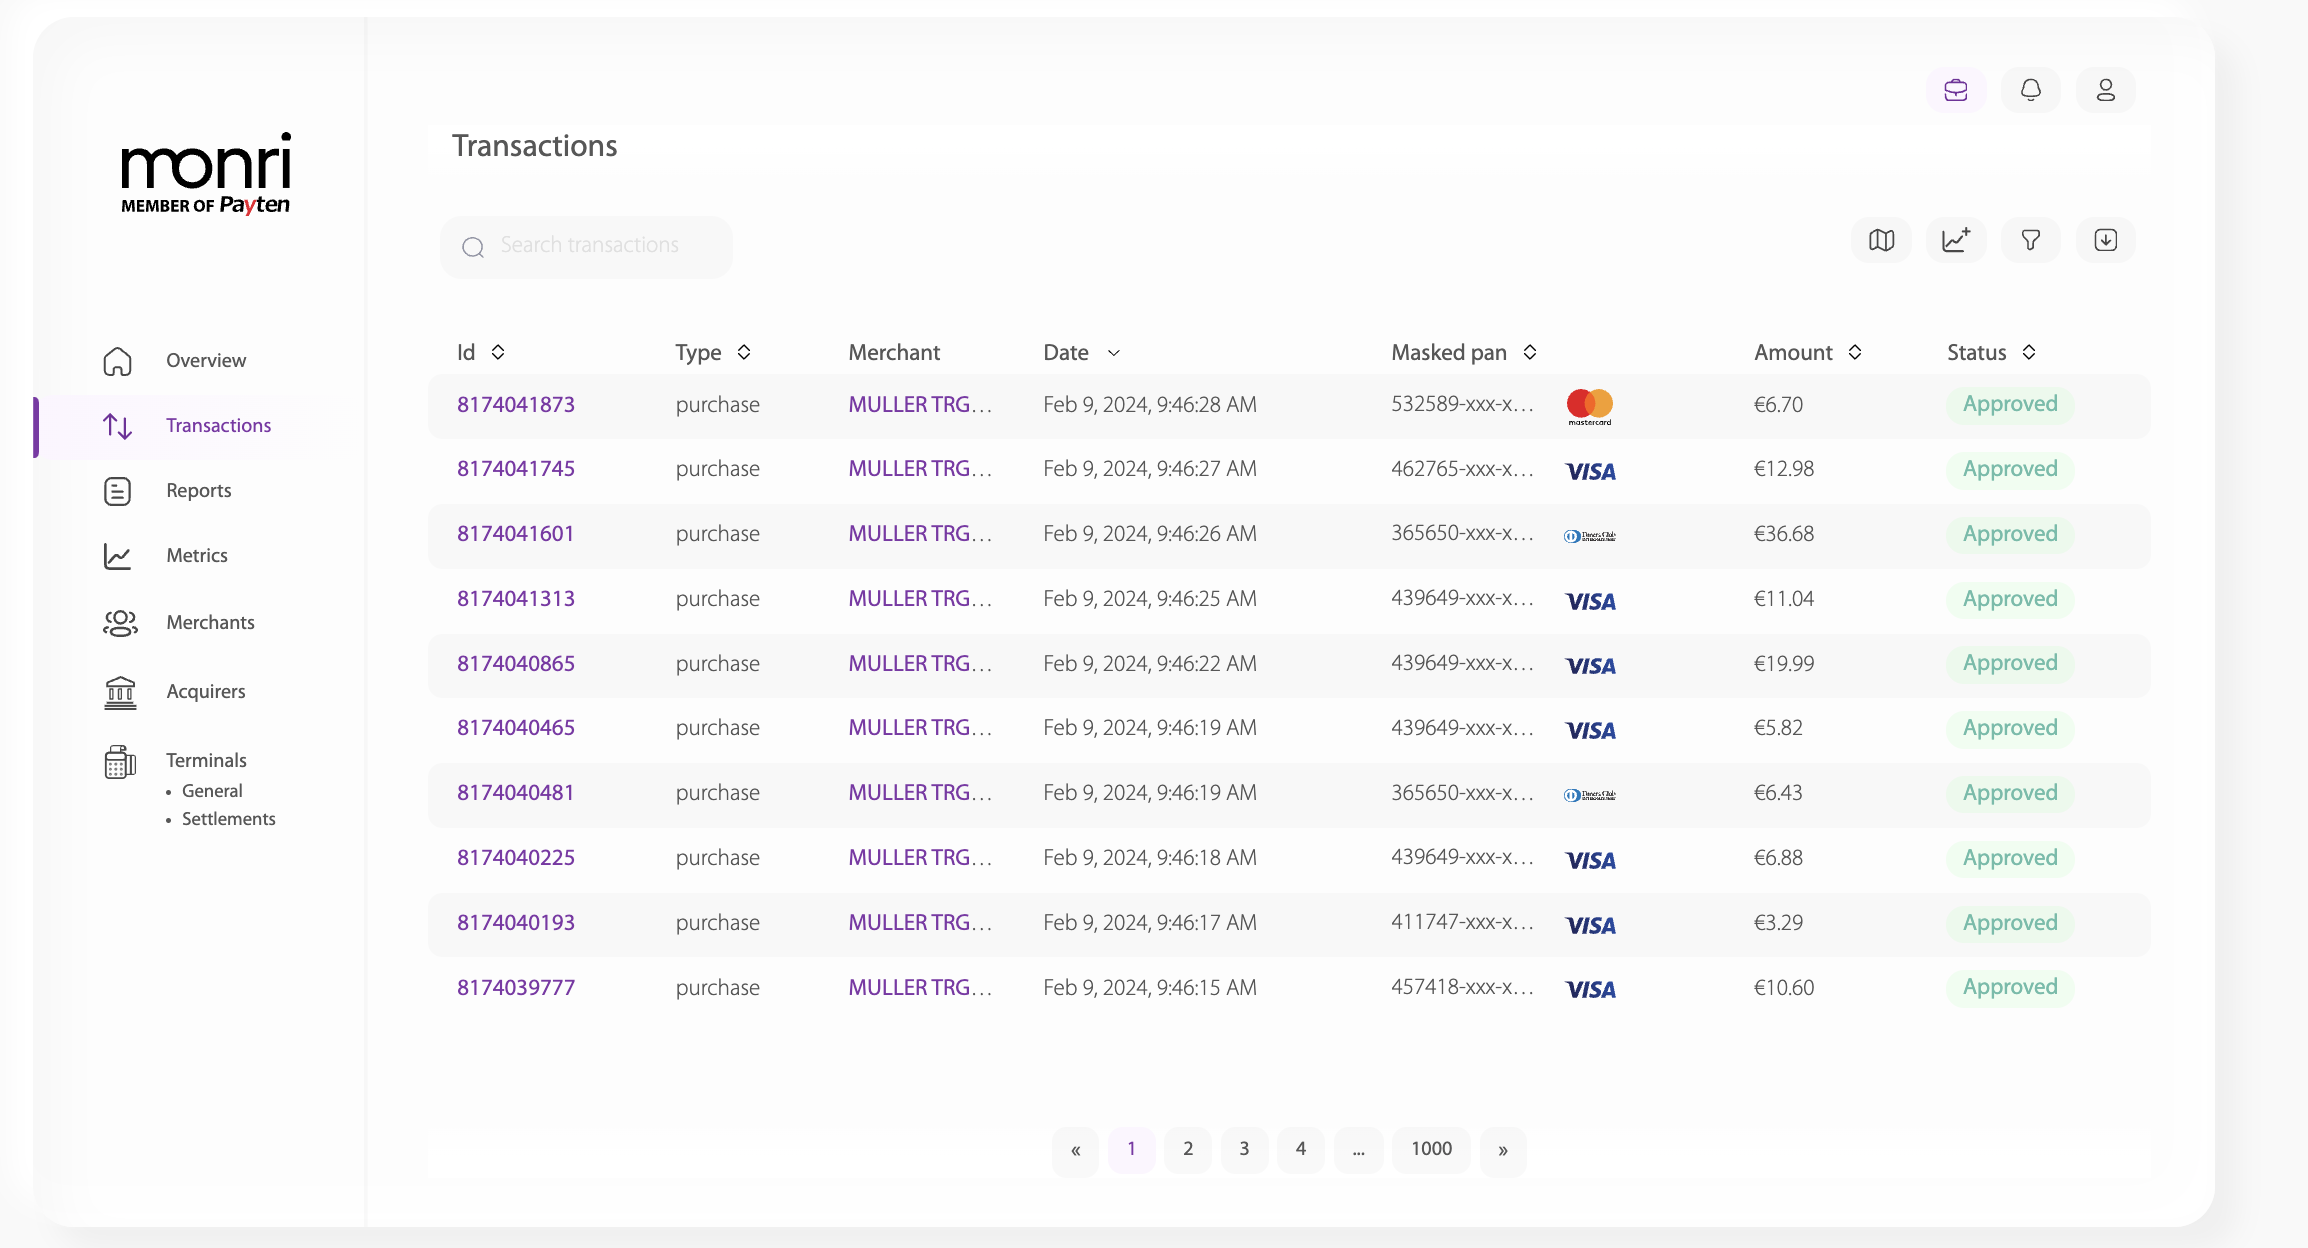 monri
MEMBER OF Payten
Overview
Transactions
Reports
Metrics
Merchants
Acquirers
Terminals
• General
• Settlements
Transactions
Search transactions
Id Type Merchant Date Masked pan Amount Status
8174041873 purchase MULLER TRG... Feb 9, 2024, 9:46:28 AM 532589-xxx-x... mastercard €6.70 Approved
8174041745 purchase MULLER TRG... Feb 9, 2024, 9:46:27 AM 462765-xxx-x... VISA €12.98 Approved
8174041601 purchase MULLER TRG... Feb 9, 2024, 9:46:26 AM 365650-xxx-x... Diners Club €36.68 Approved
8174041313 purchase MULLER TRG... Feb 9, 2024, 9:46:25 AM 439649-xxx-x... VISA €11.04 Approved
8174040865 purchase MULLER TRG... Feb 9, 2024, 9:46:22 AM 439649-xxx-x... VISA €19.99 Approved
8174040465 purchase MULLER TRG... Feb 9, 2024, 9:46:19 AM 439649-xxx-x... VISA €5.82 Approved
8174040481 purchase MULLER TRG... Feb 9, 2024, 9:46:19 AM 365650-xxx-x... Diners Club €6.43 Approved
8174040225 purchase MULLER TRG... Feb 9, 2024, 9:46:18 AM 439649-xxx-x... VISA €6.88 Approved
8174040193 purchase MULLER TRG... Feb 9, 2024, 9:46:17 AM 411747-xxx-x... VISA €3.29 Approved
8174039777 purchase MULLER TRG... Feb 9, 2024, 9:46:15 AM 457418-xxx-x... VISA €10.60 Approved
« 1 2 3 4 ... 1000 »